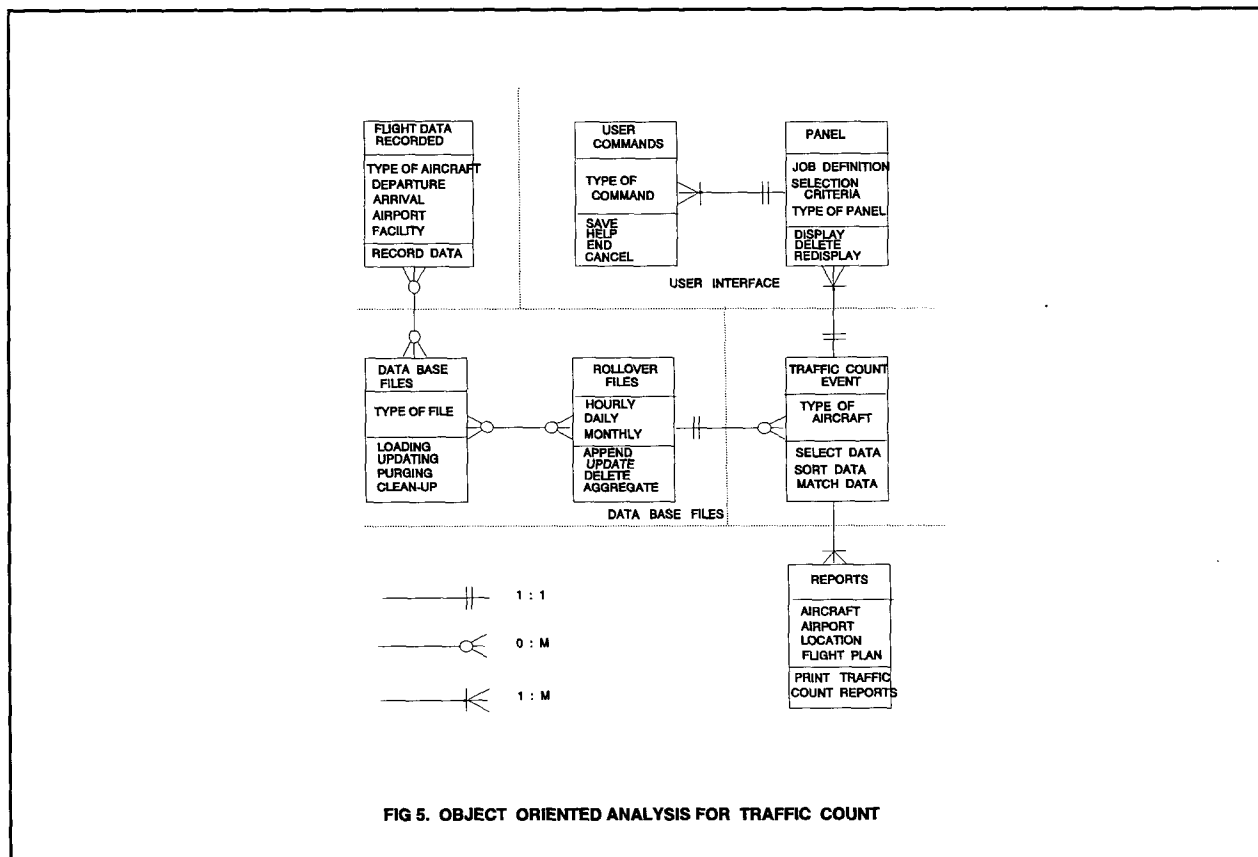 FLIGHT DATA
RECORDED
TYPE OF AIRCRAFT
DEPARTURE
ARRIVAL
AIRPORT
FACILITY
RECORD DATA
USER
COMMANDS
TYPE OF
COMMAND
SAVE
HELP
END
CANCEL
PANEL
JOB DEFINITION
SELECTION
CRITERIA
TYPE OF PANEL
DISPLAY
DELETE
REDISPLAY
USER INTERFACE
DATA BASE
FILES
TYPE OF FILE
LOADING
UPDATING
PURGING
CLEAN-UP
ROLLOVER
FILES
HOURLY
DAILY
MONTHLY
APPEND
UPDATE
DELETE
AGGREGATE
TRAFFIC COUNT
EVENT
TYPE OF
AIRCRAFT
SELECT DATA
SORT DATA
MATCH DATA
DATA BASE FILES
REPORTS
AIRCRAFT
AIRPORT
LOCATION
FLIGHT PLAN
PRINT TRAFFIC
COUNT REPORTS
1 : 1
0 : M
1 : M
FIG 5. OBJECT ORIENTED ANALYSIS FOR TRAFFIC COUNT